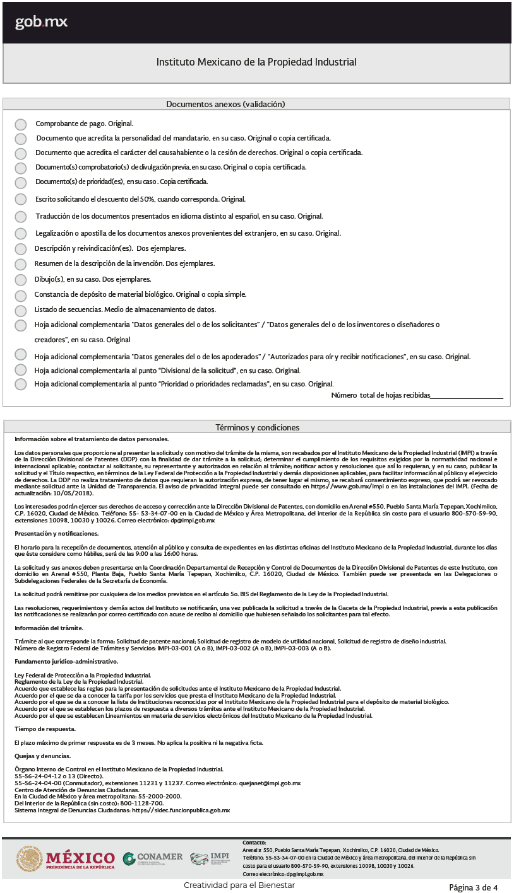 gob.mx
Instituto Mexicano de la Propiedad Industrial
Documentos anexos (validación)
Comprobante de pago. Original.
Documento que acredita la personalidad del mandatario, en su caso. Original o copia certificada.
Documento que acredita el carácter del causahabiente o la cesión de derechos. Original o copia certificada.
Documento(s) comprobatorio(s) de divulgación previa, en su caso. Original o copia certificada.
Documento(s) de prioridad(es), en su caso. Copia certificada.
Escrito solicitando el descuento del 50%, cuando corresponda. Original.
Traducción de los documentos presentados en idioma distinto al español, en su caso. Original.
Legalización o apostilla de los documentos anexos provenientes del extranjero, en su caso. Original.
Descripción y reivindicación(es). Dos ejemplares.
Resumen de la descripción de la invención. Dos ejemplares.
Dibujo(s), en su caso. Dos ejemplares.
Constancia de depósito de material biológico. Original o copia simple.
Listado de secuencias. Medio de almacenamiento de datos.
Hoja adicional complementaria "Datos generales del o de los solicitantes" / "Datos generales del o de los inventores o diseñadores o
creadores", en su caso. Original
Hoja adicional complementaria "Datos generales del o de los apoderados" / "Autorizados para oír y recibir notificaciones", en su caso. Original.
Hoja adicional complementaria al punto "Divisional de la solicitud", en su caso. Original.
Hoja adicional complementaria al punto "Prioridad o prioridades reclamadas", en su caso. Original.
Número total de hojas recibidas
Términos y condiciones
Información sobre el tratamiento de datos personales.
Los datos personales que proporcione al presentar la solicitud y con motivo del trámite de la misma, son recabados por el Instituto Mexicano de la Propiedad Industrial (IMPI) a través
de la Dirección Divisional de Patentes (DDP) con la finalidad de dar trámite a la solicitud; determinar el cumplimiento de los requisitos exigidos por la normatividad nacional e
internacional aplicable, contactar al solicitante, su representante y autorizados en relación al trámite; notificar actos y resoluciones que así lo requieran, y en su caso, publicar la
solicitud y el Título respectivo, en términos de la Ley Federal de Protección a la Propiedad Industrial y demás disposiciones aplicables, para facilitar información al público y el ejercicio
de derechos. La DDP no realiza tratamiento de datos que requieran la autorización expresa, de tener lugar el mismo, se recabará consentimiento expreso, que podrá ser revocado
mediante solicitud ante la Unidad de Transparencia. El aviso de privacidad integral puede ser consultado en https://www.gob.mx/impi o en las instalaciones del IMPI. (Fecha de
actualización: 10/05/2018).
Los interesados podrán ejercer sus derechos de acceso y corrección ante la Dirección Divisional de Patentes, con domicilio en Arenal #550, Pueblo Santa María Tepepan, Xochimilco,
C.P. 16020, Ciudad de México. Teléfono: 55- 53-34-07-00 en la Ciudad de México y Área Metropolitana, del interior de la República sin costo para el usuario 800-570-59-90,
extensiones 10098, 10030 y 10026. Correo electrónico: dpg@impi.gob.mx
Presentación y notificaciones.
El horario para la recepción de documentos, atención al público y consulta de expedientes en las distintas oficinas del Instituto Mexicano de la Propiedad Industrial, durante los días
que éste considere como hábiles, será de las 9:00 a las 16:00 horas.
La solicitud y sus anexos deben presentarse en la Coordinación Departamental de Recepción y Control de Documentos de la Dirección Divisional de Patentes de este Instituto, con
domicilio en Arenal #550, Planta Baja, Pueblo Santa María Tepepan, Xochimilco, C.P. 16020, Ciudad de México. También puede ser presentada en las Delegaciones o
Subdelegaciones Federales de la Secretaría de Economía.
La solicitud podrá remitirse por cualquiera de los medios previstos en el artículo 5o. BIS del Reglamento de la Ley de la Propiedad Industrial.
Las resoluciones, requerimientos y demás actos del Instituto se notificarán, una vez publicada la solicitud a través de la Gaceta de la Propiedad Industrial, previa a esta publicación
las notificaciones se realizarán por correo certificado con acuse de recibo al domicilio que hubiesen señalado los solicitantes para tal efecto.
Información del trámite.
Trámite al que corresponde la forma: Solicitud de patente nacional; Solicitud de registro de modelo de utilidad nacional, Solicitud de registro de diseño industrial.
Número de Registro Federal de Trámites y Servicios: IMPI-03-001 (A o B), IMPI-03-002 (A o B), IMPI-03-003 (A o B).
Fundamento jurídico-administrativo.
Ley Federal de Protección a la Propiedad Industrial.
Reglamento de la Ley de la Propiedad Industrial.
Acuerdo que establece las reglas para la presentación de solicitudes ante el Instituto Mexicano de la Propiedad Industrial.
Acuerdo por el que se da a conocer la tarifa por los servicios que presta el Instituto Mexicano de la Propiedad Industrial.
Acuerdo por el que se da a conocer la lista de Instituciones reconocidas por el Instituto Mexicano de la Propiedad Industrial para el depósito de material biológico.
Acuerdo por el que se establecen los plazos de respuesta a diversos trámites ante el Instituto Mexicano de la Propiedad Industrial.
Acuerdo por el que se establecen Lineamientos en materia de servicios electrónicos del Instituto Mexicano de la Propiedad Industrial.
Tiempo de respuesta.
El plazo máximo de primer respuesta es de 3 meses. No aplica la positiva ni la negativa ficta.
Quejas y denuncias.
Órgano Interno de Control en el Instituto Mexicano de la Propiedad Industrial.
55-56-24-04-12 o 13 (Directo).
55-56-24-04-00 (Conmutador), extensiones 11231 y 11237. Correo electrónico: quejanet@impi.gob.mx
Centro de Atención de Denuncias Ciudadanas.
En la Ciudad de México y área metropolitana: 55-2000-2000.
Del Interior de la República (sin costo): 800-1128-700.
Sistema Integral de Denuncias Ciudadanas: https://sidec.funcionpublica.gob.mx
MÉXICO
PRESIDENCIA DE LA REPÚBLICA
CONAMER
IMPI
Contacto:
Arenal # 550, Pueblo Santa María Tepepan, Xochimilco, C.P. 16020, Ciudad de México.
Teléfono: 55-53-34-07-00 en la Ciudad de México y área metropolitana, del interior de la República sin
costo para el usuario 800-570-59-90, extensiones 10098, 10030 y 10026.
Correo electrónico: dpg@impi.gob.mx
Creatividad para el Bienestar
Página 3 de 4